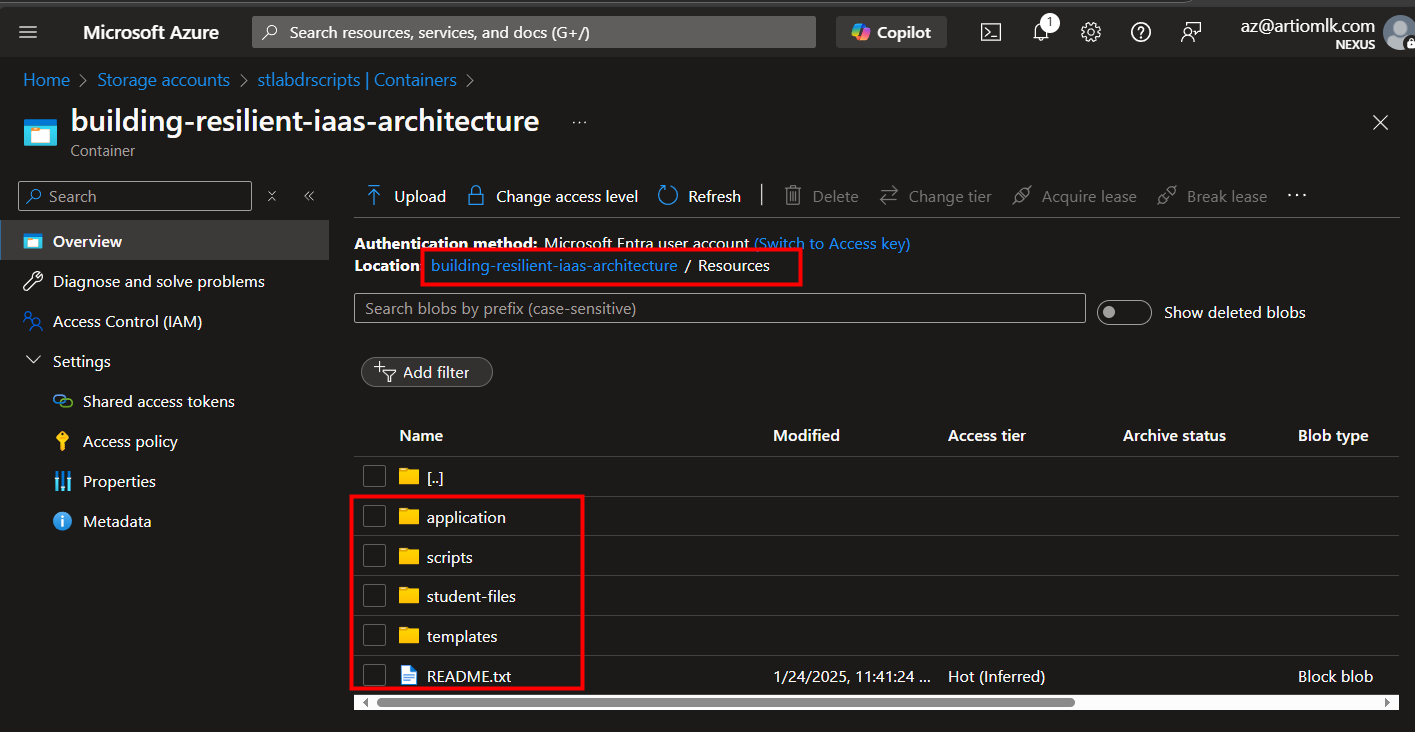 Microsoft Azure
Search resources, services, and docs (G+/)
Copilot
1
az@artiomlk.com
NEXUS
Home > Storage accounts > stlabdrscripts | Containers >
building-resilient-iaas-architecture ...
Container
Search
Overview
Diagnose and solve problems
Access Control (IAM)
Settings
Shared access tokens
Access policy
Properties
Metadata
Upload Change access level Refresh | Delete Change tier Acquire lease Break lease ...
Authentication method: Microsoft Entra user account (Switch to Access key)
Location: building-resilient-iaas-architecture / Resources
Search blobs by prefix (case-sensitive)
Show deleted blobs
Add filter
Name Modified Access tier Archive status Blob type
[..]
application
scripts
student-files
templates
README.txt 1/24/2025, 11:41:24 ... Hot (Inferred) Block blob